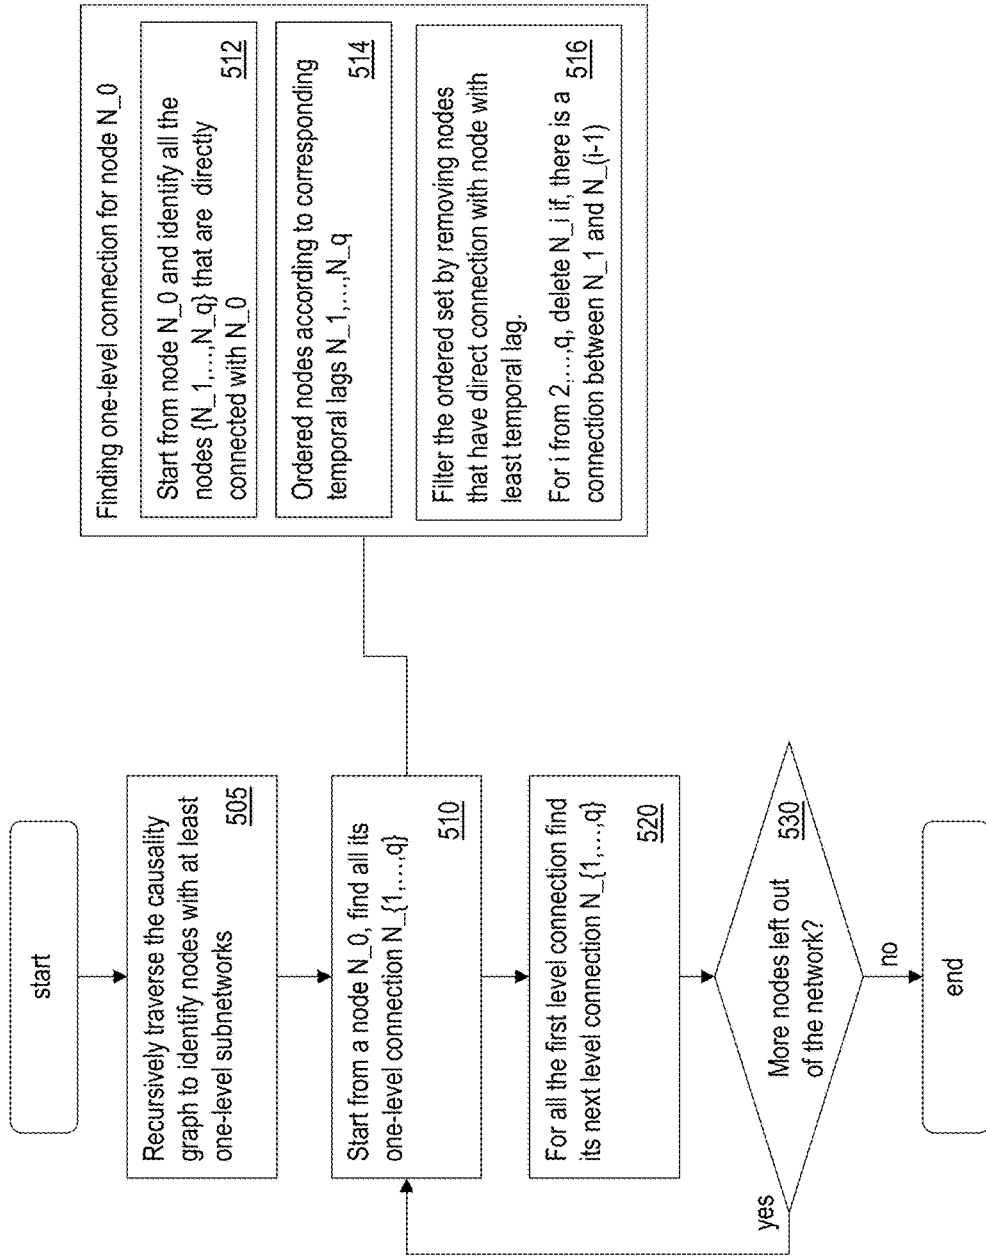 start
Recursively traverse the causality
graph to identify nodes with at least
one-level subnetworks
505
Start from a node N_0, find all its
one-level connection N_{1,...,q}
510
For all the first level connection find
its next level connection N_{1,...,q}
520
More nodes left out
of the network?
530
yes
no
end
Finding one-level connection for node N_0
Start from node N_0 and identify all the
nodes {N_1,...,N_q} that are directly
connected with N_0
512
Ordered nodes according to corresponding
temporal lags N_1,...,N_q
514
Filter the ordered set by removing nodes
that have direct connection with node with
least temporal lag.
For i from 2,...,q, delete N_i if, there is a
connection between N_1 and N_(i-1)
516